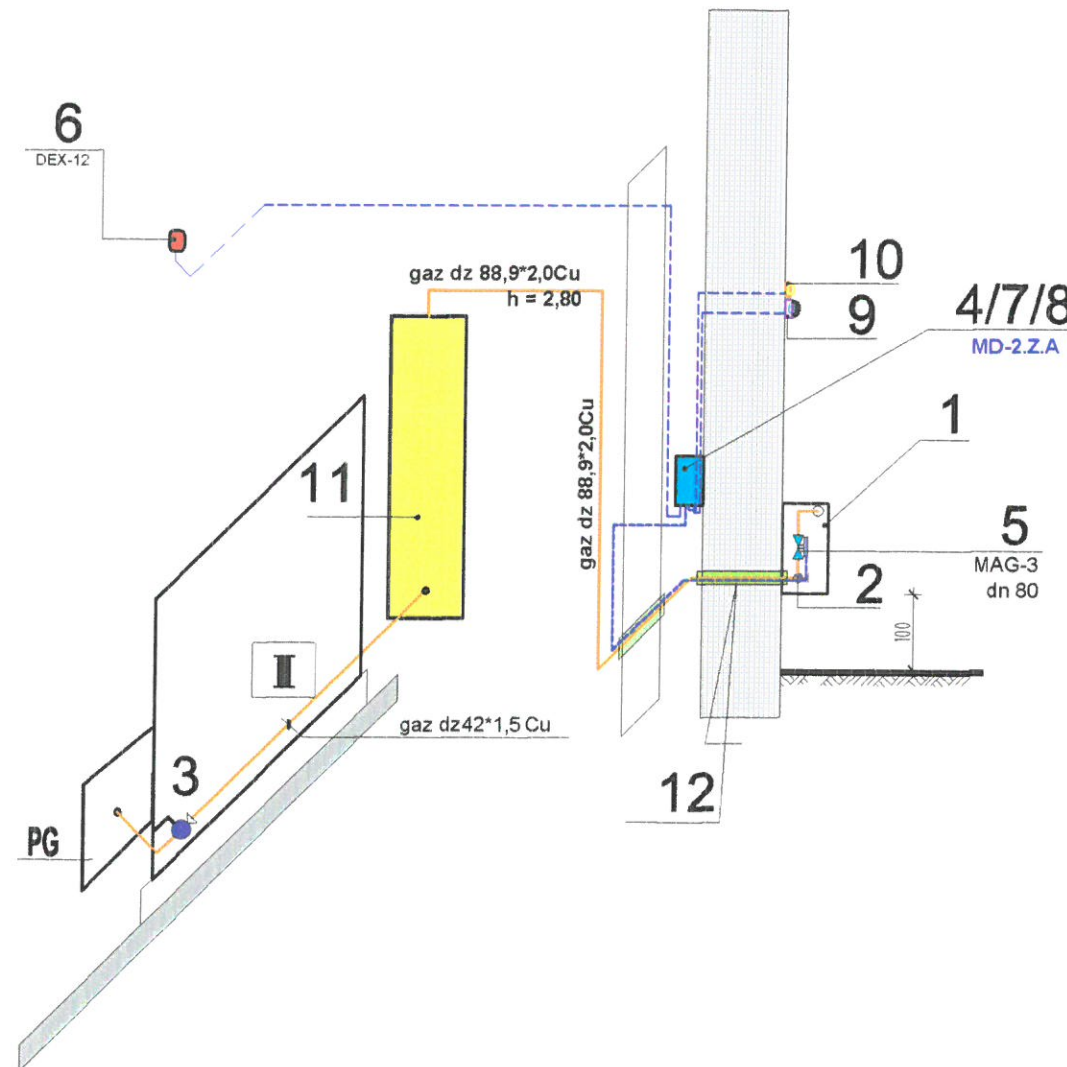 6
DEX-12
gaz dz 88,9*2,0Cu
h = 2,80
10
9
4/7/8
MD-2.Z.A
1
gaz dz 88,9*2,0Cu
11
5
MAG-3
dn 80
2
100
II
gaz dz42*1,5 Cu
3
12
PG